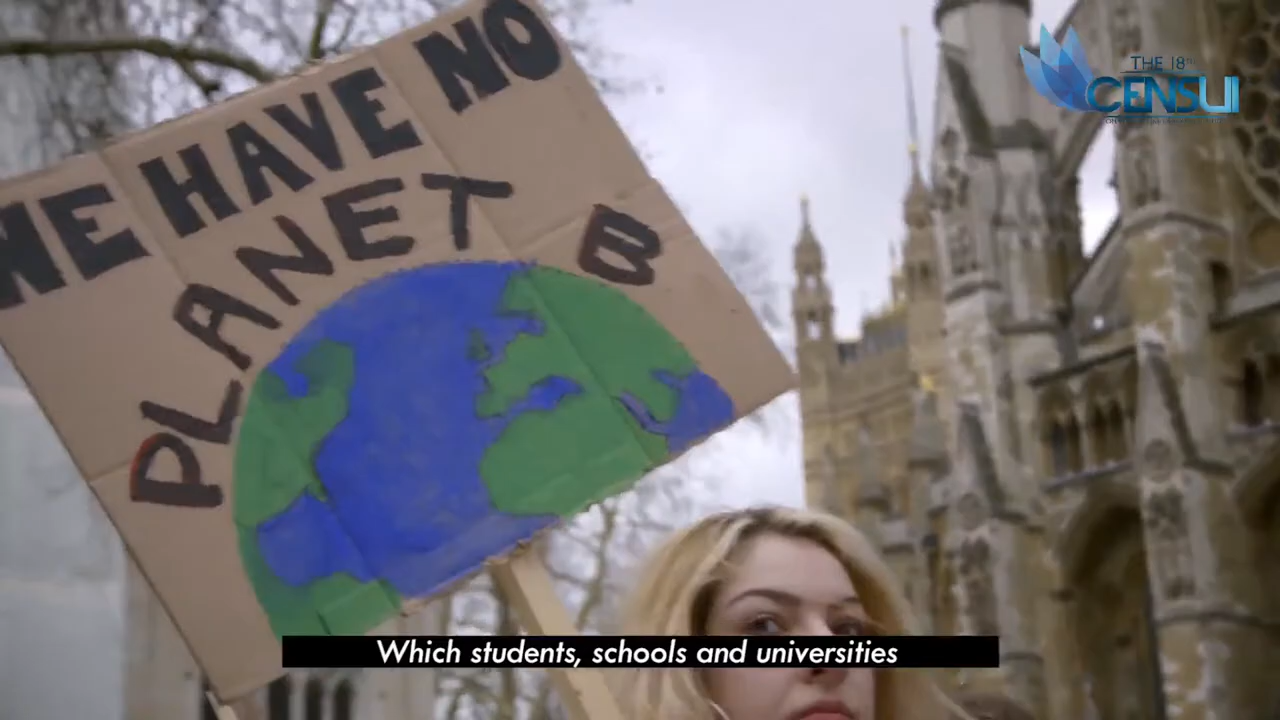 WE HAVE NO
PLANET B
THE 18TH
CENSUI
Which students, schools and universities